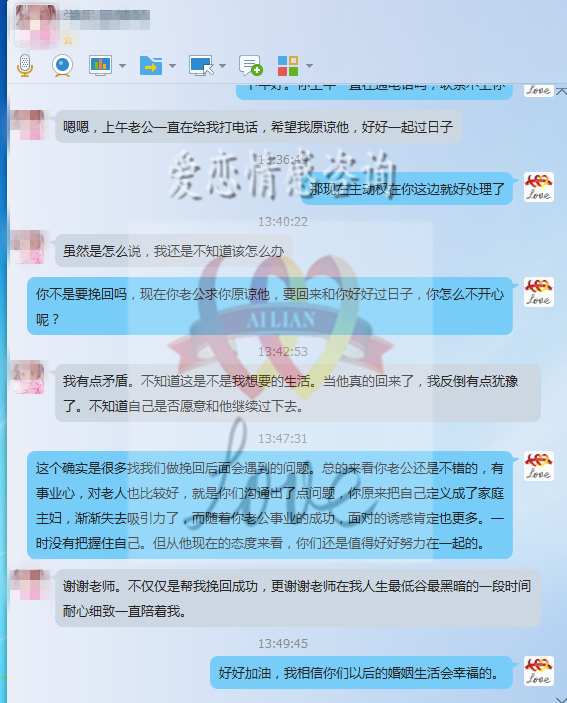 嗯嗯，上午老公一直在给我打电话，希望我原谅他，好好一起过日子
爱恋情感咨询
那现在主动权在你这边就好处理了
love
13:40:22
虽然是怎么说，我还是不知道该怎么办
你不是要挽回吗，现在你老公求你原谅他，要回来和你好好过日子，你怎么不开心
呢？
love
AILIAN
13:42:53
我有点矛盾。不知道这是不是我想要的生活。当他真的回来了，我反倒有点犹豫
了。不知道自己是否愿意和他继续过下去。
13:47:31
Love
这个确实是很多找我们做挽回后面会遇到的问题。总的来看你老公还是不错的，有
事业心，对老人也比较好，就是你们沟通出了点问题，你原来把自己定义成了家庭
主妇，渐渐失去吸引力了，而随着你老公事业的成功，面对的诱惑肯定也更多。一
时没有把握住自己。但从他现在的态度来看，你们还是值得好好努力在一起的。
love
谢谢老师。不仅仅是帮我挽回成功，更谢谢老师在我人生最低谷最黑暗的一段时间
耐心细致一直陪着我。
13:49:45
好好加油，我相信你们以后的婚姻生活会幸福的。
love